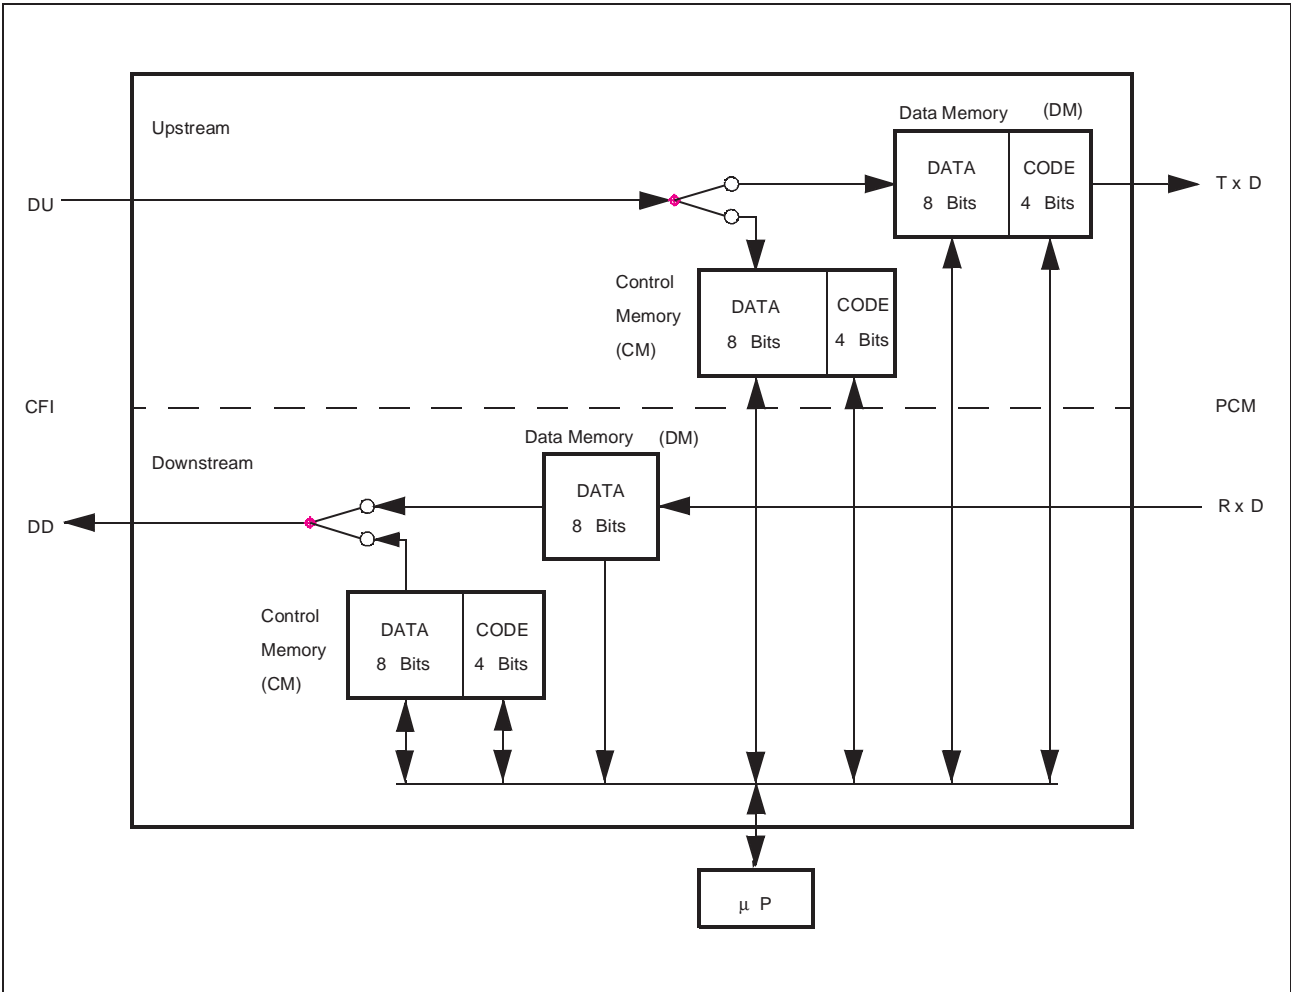 Upstream
Data Memory (DM)
DATA CODE
8 Bits 4 Bits
DU
T x D
Control
Memory
(CM)
DATA CODE
8 Bits 4 Bits
CFI
PCM
Data Memory (DM)
Downstream
DATA
8 Bits
DD
R x D
Control
Memory
(CM)
DATA CODE
8 Bits 4 Bits
μ P